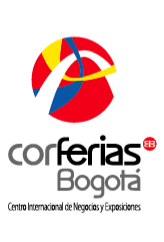 corferias
Bogotá
Centro Internacional de Negocios y Exposiciones